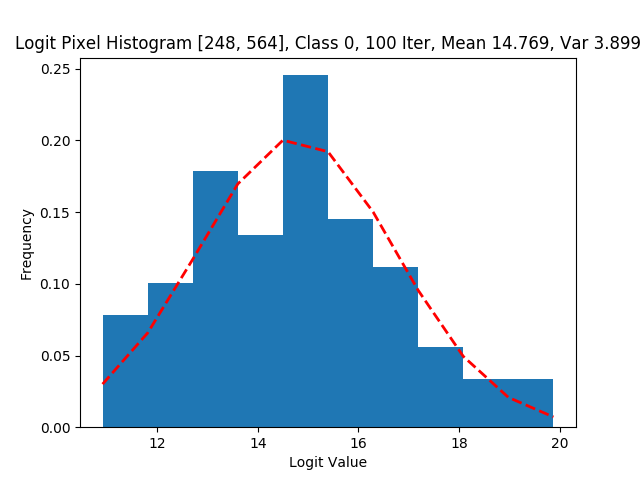 Logit Pixel Histogram [248, 564], Class 0, 100 Iter, Mean 14.769, Var 3.899
0.25
0.20
0.15
0.10
0.05
0.00
Frequency
12 14 16 18 20
Logit Value